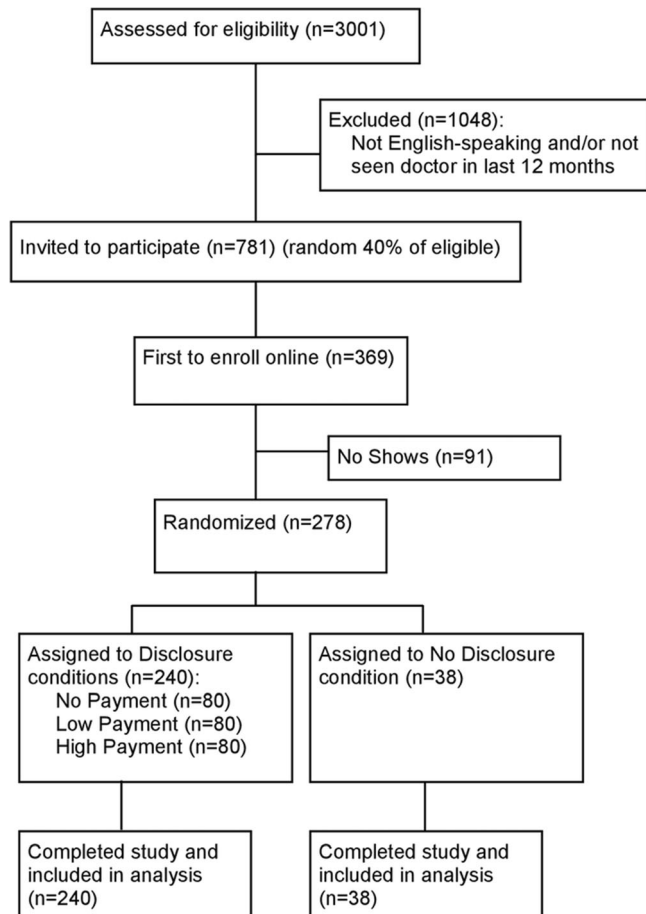 Assessed for eligibility (n=3001)
Excluded (n=1048):
Not English-speaking and/or not
seen doctor in last 12 months
Invited to participate (n=781) (random 40% of eligible)
First to enroll online (n=369)
No Shows (n=91)
Randomized (n=278)
Assigned to Disclosure
conditions (n=240):
No Payment (n=80)
Low Payment (n=80)
High Payment (n=80)
Assigned to No Disclosure
condition (n=38)
Completed study and
included in analysis
(n=240)
Completed study and
included in analysis
(n=38)